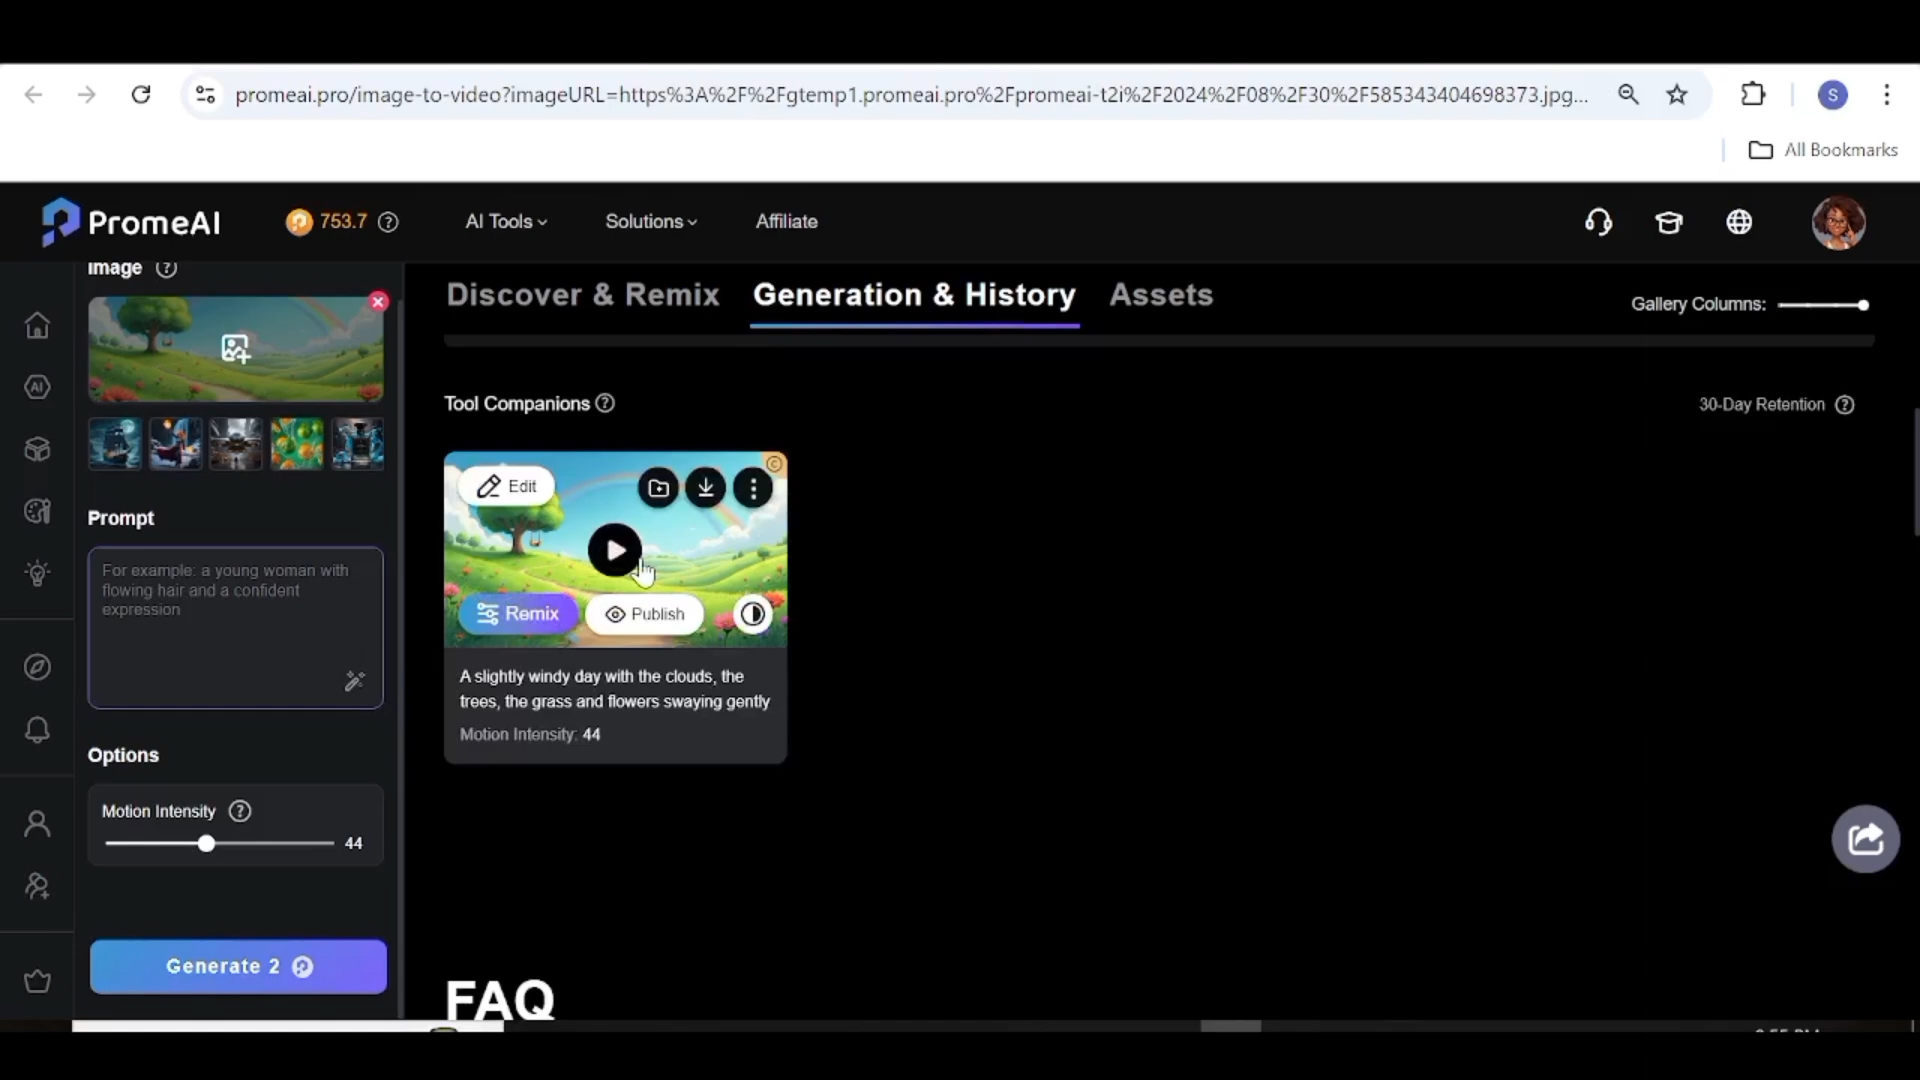 promeai.pro/image-to-video?imageURL=https%3A%2F%2Fgtemp1.promeai.pro%2Fpromeai-t2i%2F2024%2F08%2F30%2F585343404698373.jpg...
S
All Bookmarks
PromeAI
753.7
AI Tools
Solutions
Affiliate
Image
Discover & Remix
Generation & History
Assets
Gallery Columns:
Tool Companions
30-Day Retention
Edit
Remix
Publish
A slightly windy day with the clouds, the
trees, the grass and flowers swaying gently
Motion Intensity: 44
AI
Prompt
For example: a young woman with
flowing hair and a confident
expression
Options
Motion Intensity
44
Generate 2
FAQ